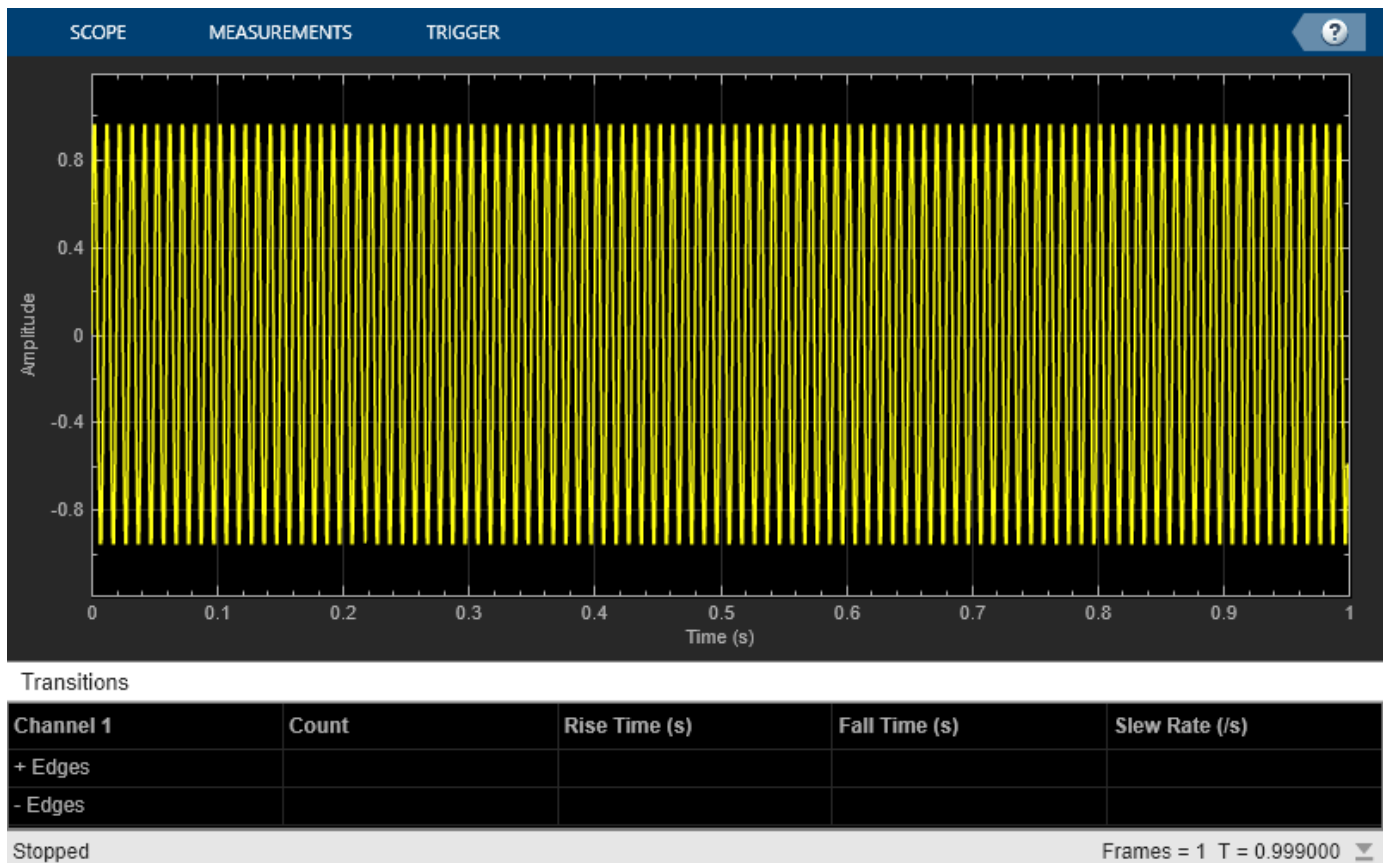 SCOPE MEASUREMENTS TRIGGER ?
Amplitude
0.8
0.4
0
-0.4
-0.8
0 0.1 0.2 0.3 0.4 0.5 0.6 0.7 0.8 0.9 1
Time (s)
Transitions
Channel 1 Count Rise Time (s) Fall Time (s) Slew Rate (/s)
+ Edges
- Edges
Stopped Frames = 1 T = 0.999000